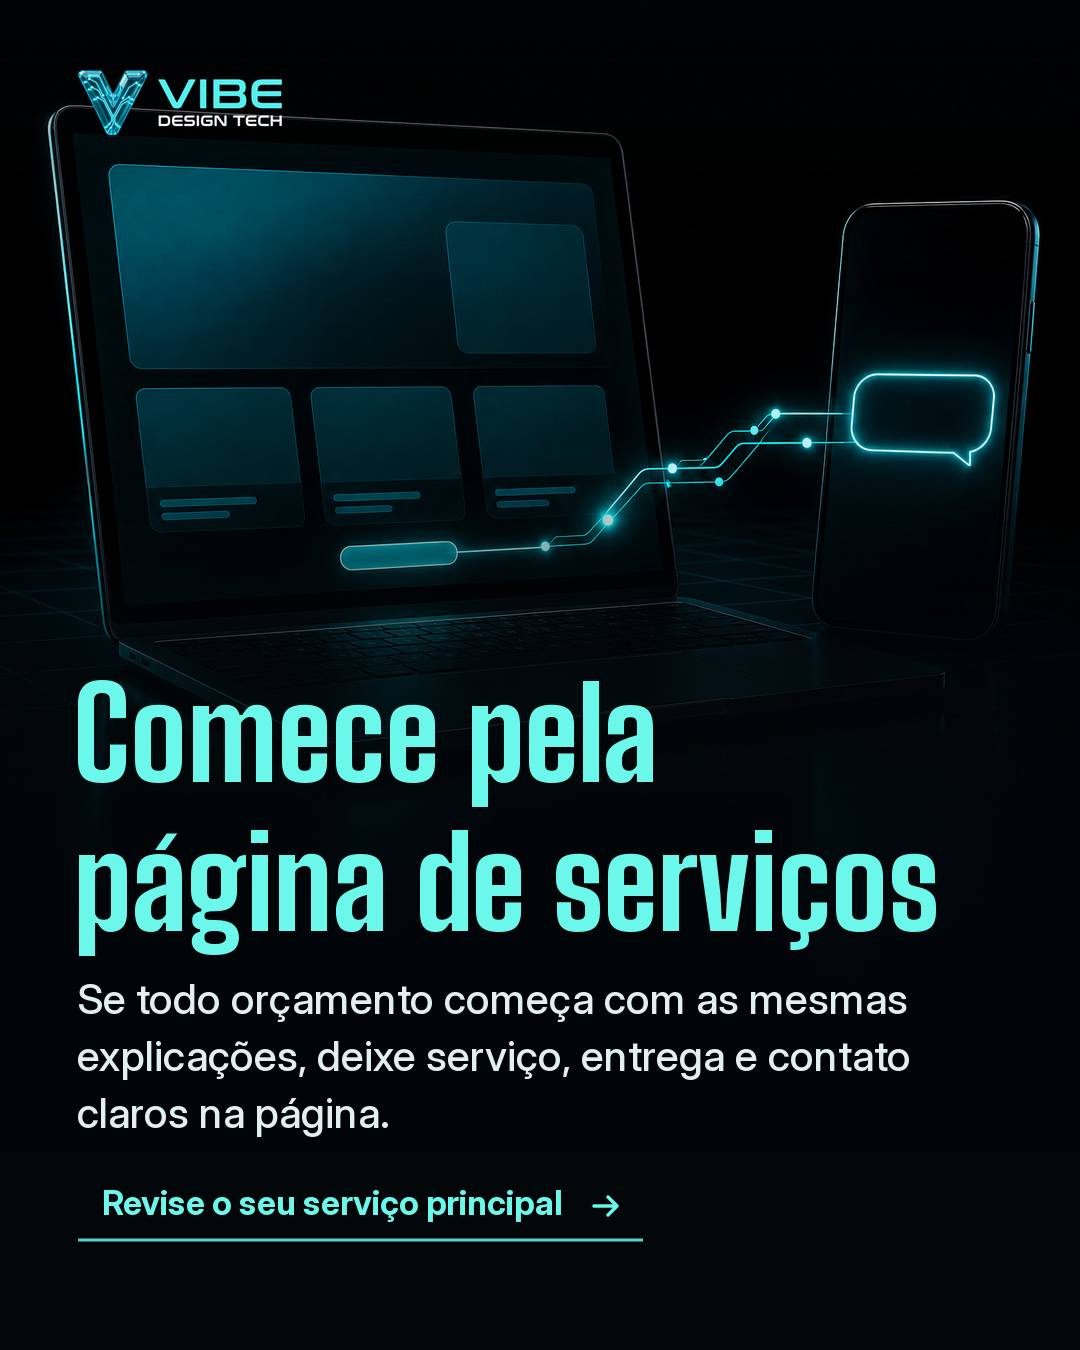 VIBE
DESIGN TECH
Comece pela
página de serviços
Se todo orçamento começa com as mesmas
explicações, deixe serviço, entrega e contato
claros na página.
Revise o seu serviço principal →